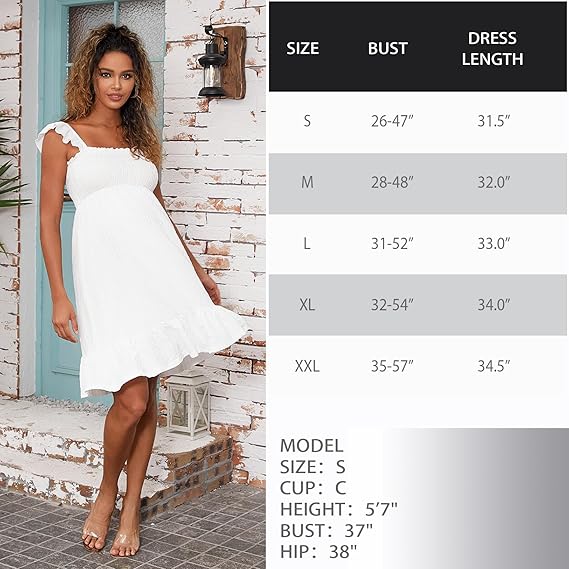 SIZE BUST DRESS LENGTH
S 26-47” 31.5”
M 28-48” 32.0”
L 31-52” 33.0”
XL 32-54” 34.0”
XXL 35-57” 34.5”
MODEL
SIZE: S
CUP: C
HEIGHT: 5'7"
BUST: 37"
HIP: 38"